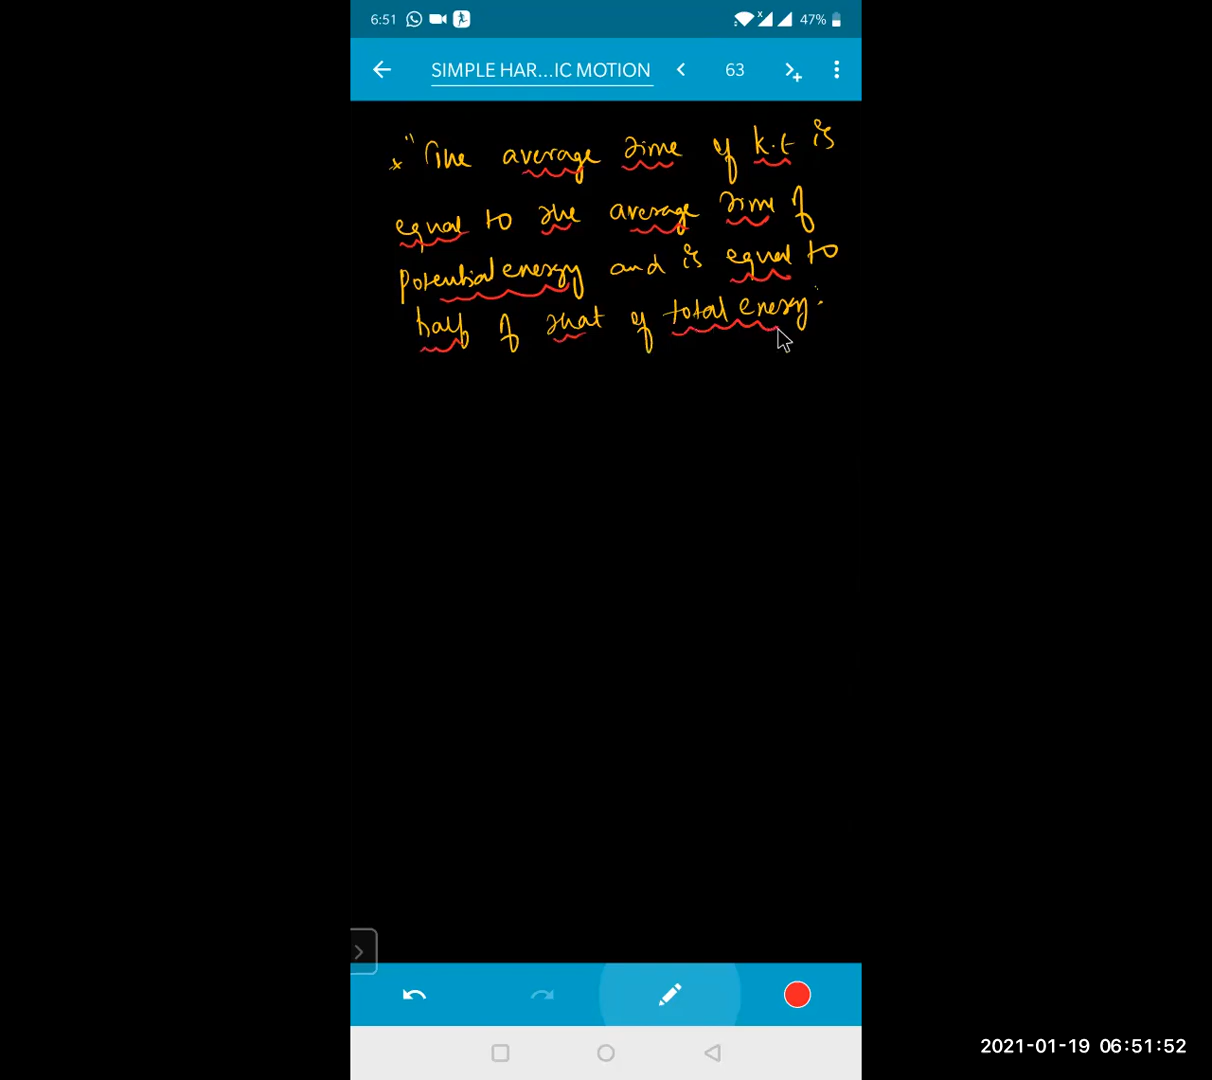 6:51
47%
SIMPLE HAR...IC MOTION
63
* "The average time of K.E is
equal to the average time of
potential energy and is equal to
half of that of total energy."
2021-01-19 06:51:52